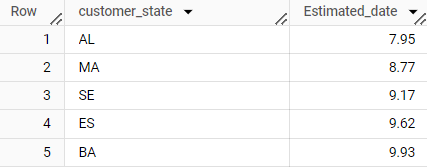 Row customer_state Estimated_date
1 AL 7.95
2 MA 8.77
3 SE 9.17
4 ES 9.62
5 BA 9.93